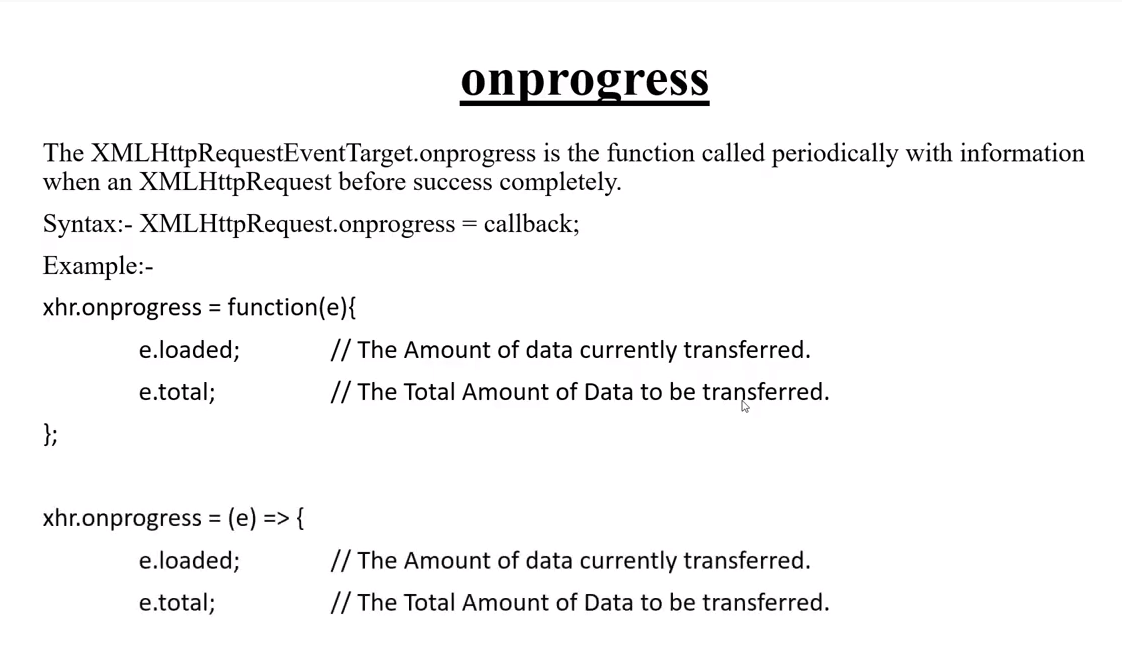 onprogress
The XMLHttpRequestEventTarget.onprogress is the function called periodically with information
when an XMLHttpRequest before success completely.
Syntax:- XMLHttpRequest.onprogress = callback;
Example:-
xhr.onprogress = function(e){
e.loaded; // The Amount of data currently transferred.
e.total; // The Total Amount of Data to be transferred.
};
xhr.onprogress = (e) => {
e.loaded; // The Amount of data currently transferred.
e.total; // The Total Amount of Data to be transferred.